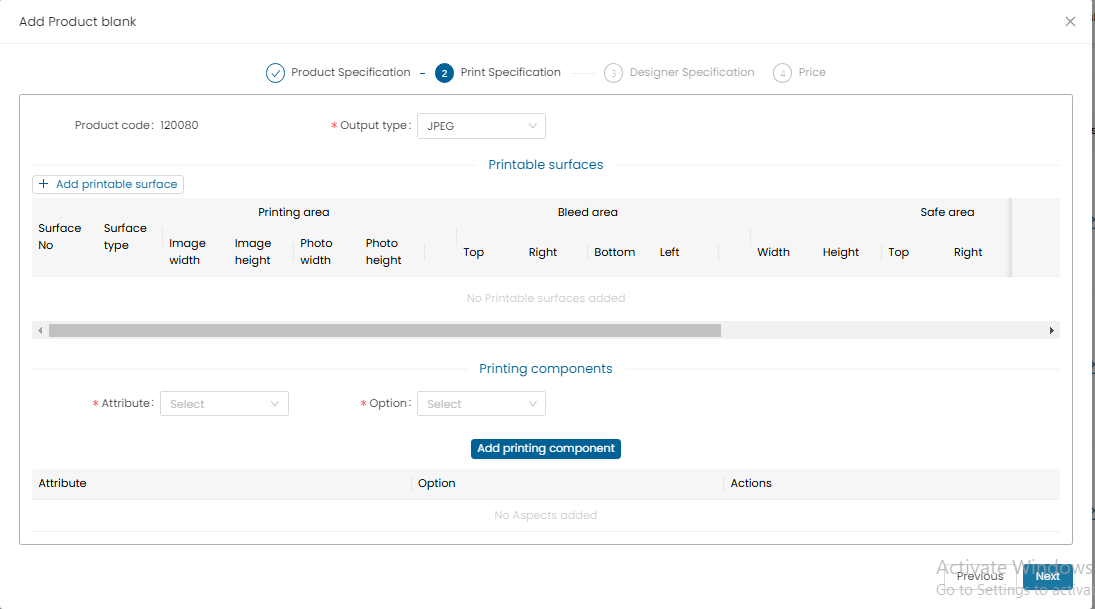 Add Product blank
Product Specification
2 Print Specification
3 Designer Specification
4 Price
Product code: 120080
* Output type: JPEG
Printable surfaces
+ Add printable surface
Printing area Bleed area Safe area
Surface No
Surface type
Image width
Image height
Photo width
Photo height
Top Right Bottom Left
Width Height Top Right
No Printable surfaces added
Printing components
* Attribute: Select
* Option: Select
Add printing component
Attribute Option Actions
No Aspects added
Activate Windows
Previous Next
Go to Settings to activa